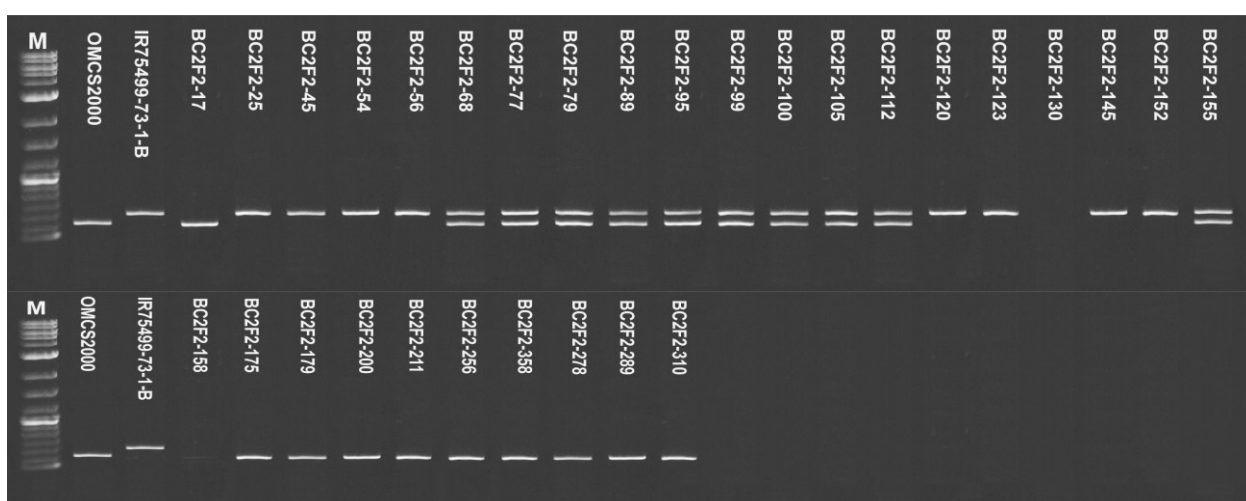 M
OMCS2000
IR75499-73-1-B
BC2F2-17
BC2F2-25
BC2F2-45
BC2F2-54
BC2F2-56
BC2F2-68
BC2F2-77
BC2F2-79
BC2F2-89
BC2F2-95
BC2F2-99
BC2F2-100
BC2F2-105
BC2F2-112
BC2F2-120
BC2F2-123
BC2F2-130
BC2F2-145
BC2F2-152
BC2F2-155
M
OMCS2000
IR75499-73-1-B
BC2F2-158
BC2F2-175
BC2F2-179
BC2F2-200
BC2F2-211
BC2F2-256
BC2F2-358
BC2F2-278
BC2F2-289
BC2F2-310